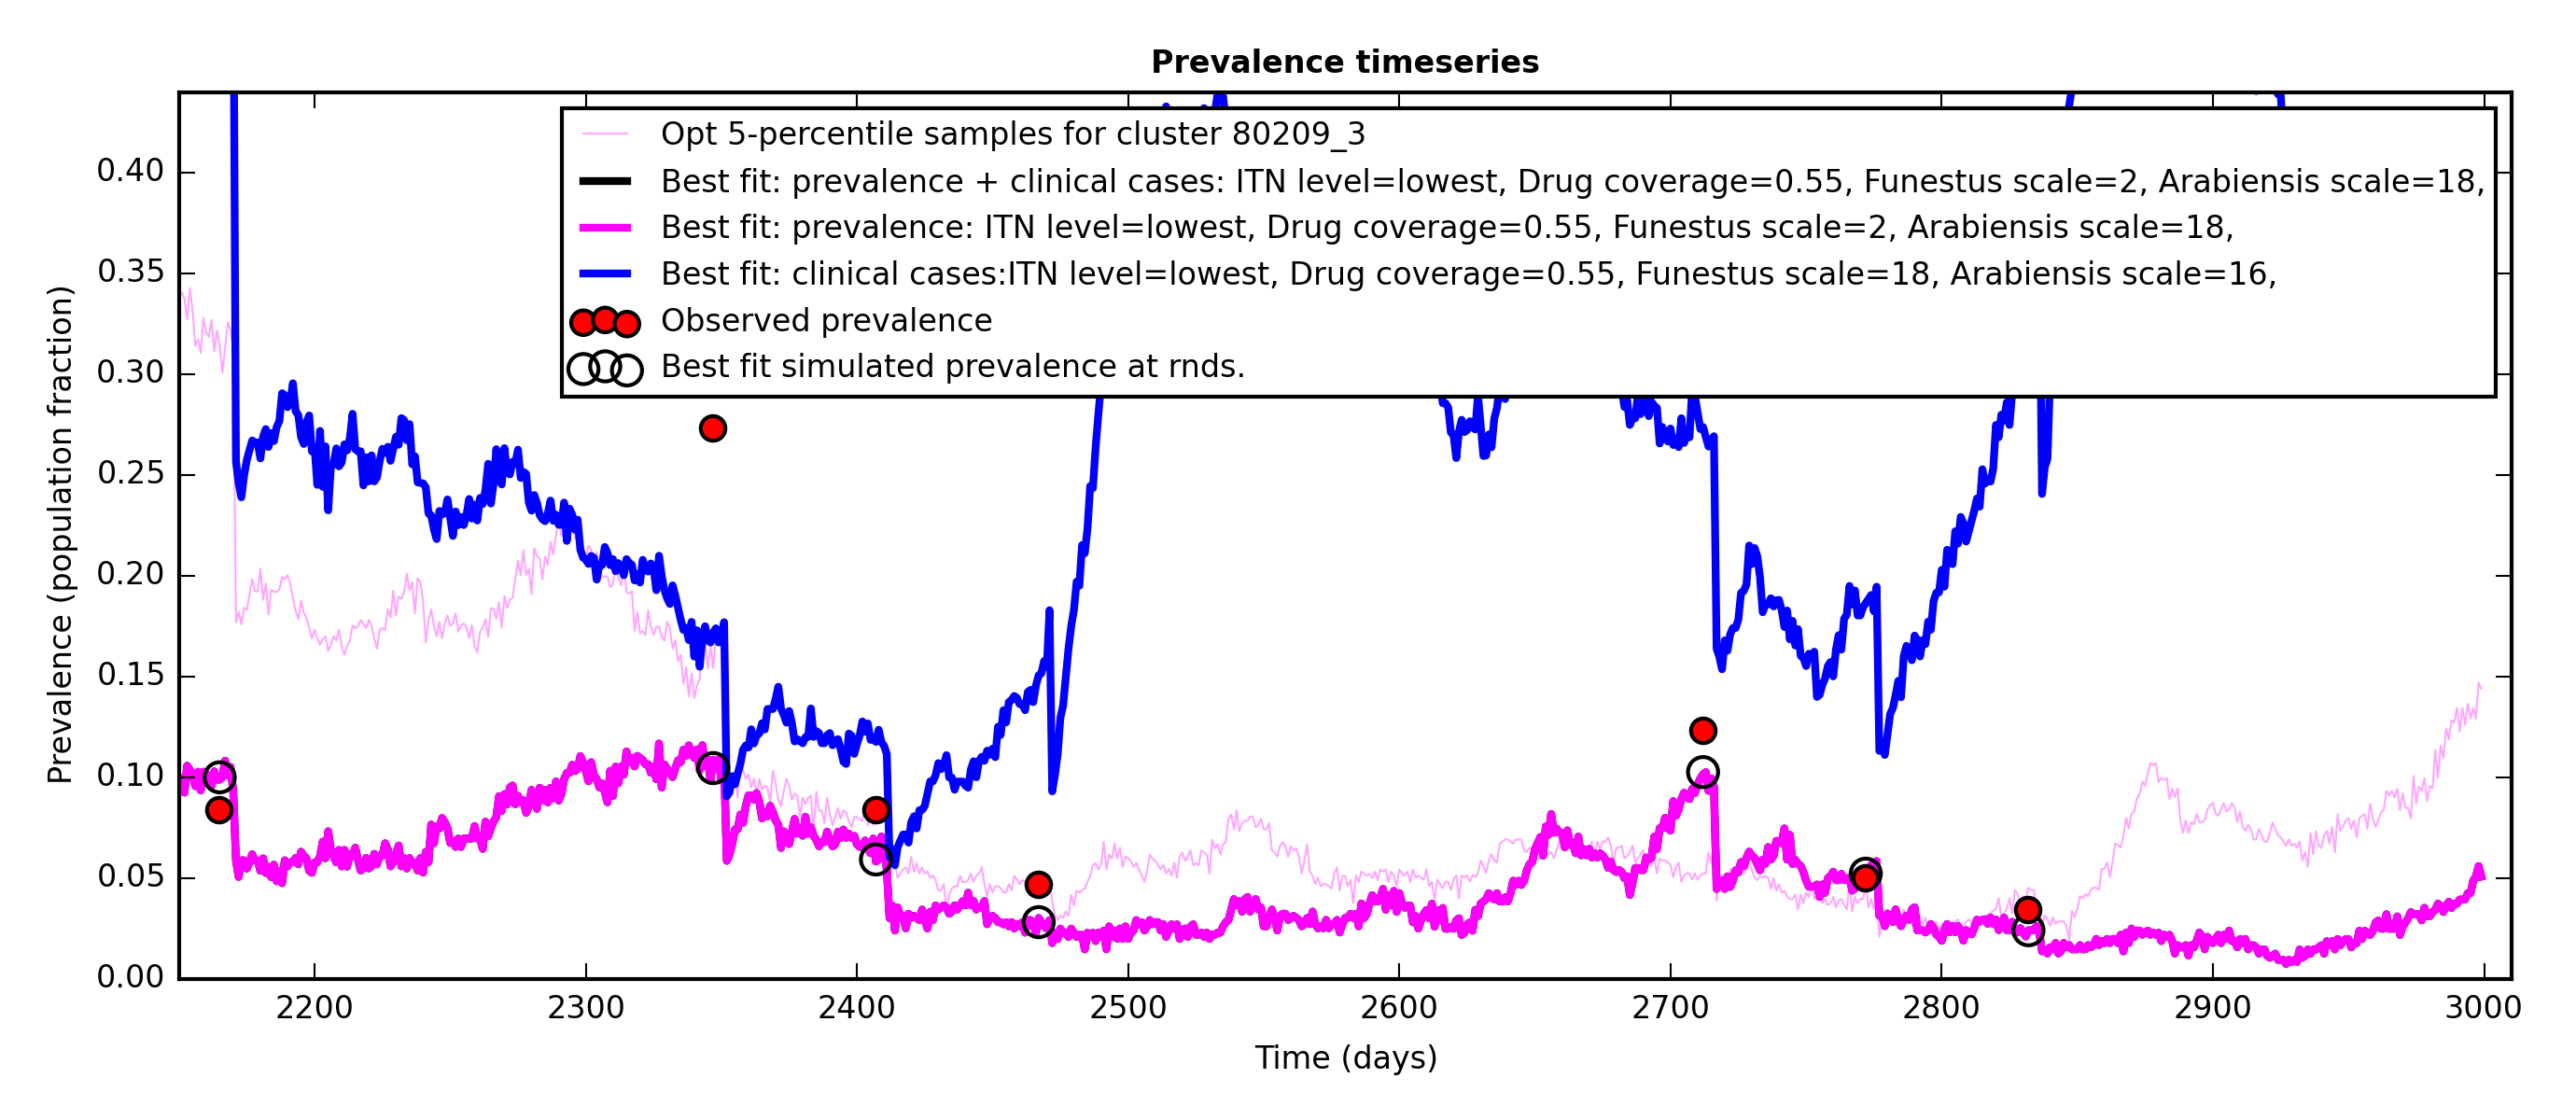 Prevalence timeseries
Opt 5-percentile samples for cluster 80209_3
Best fit: prevalence + clinical cases: ITN level=lowest, Drug coverage=0.55, Funestus scale=2, Arabiensis scale=18,
Best fit: prevalence: ITN level=lowest, Drug coverage=0.55, Funestus scale=2, Arabiensis scale=18,
Best fit: clinical cases:ITN level=lowest, Drug coverage=0.55, Funestus scale=18, Arabiensis scale=16,
Observed prevalence
Best fit simulated prevalence at rnds.
Prevalence (population fraction)
0.40
0.35
0.30
0.25
0.20
0.15
0.10
0.05
0.00
2200 2300 2400 2500 2600 2700 2800 2900 3000
Time (days)